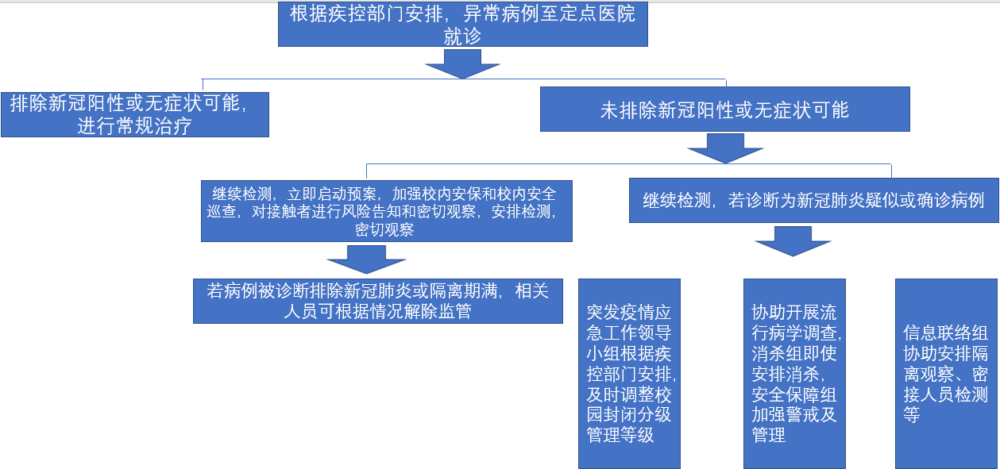 根据疾控部门安排，异常病例至定点医院
就诊
排除新冠阳性或无症状可能，
进行常规治疗
未排除新冠阳性或无症状可能
继续检测，立即启动预案，加强校内安保和校内安全
巡查，对接触者进行风险告知和密切观察，安排检测，
密切观察
继续检测，若诊断为新冠肺炎疑似或确诊病例
若病例被诊断排除新冠肺炎或隔离期满，相关
人员可根据情况解除监管
突发疫情应
急工作领导
小组根据疾
控部门安排，
及时调整校
园封闭分级
管理等级
协助开展流
行病学调查，
消杀组即使
安排消杀，
安全保障组
加强警戒及
管理
信息联络组
协助安排隔
离观察、密
接人员检测
等